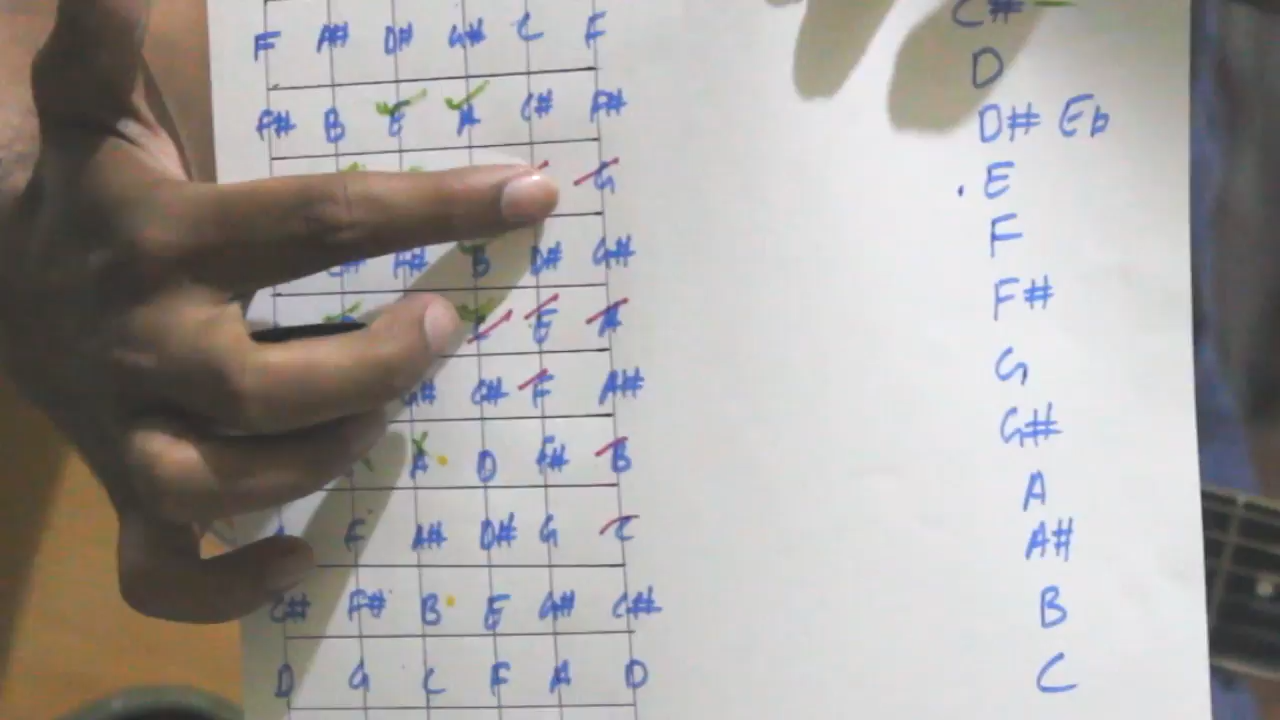 F A# D# G# C F
F# B E A C# F#
G
F# B D# G#
C E A
G# C# F A#
A D F# B
F A# D# G C
C# F# B E G# C#
D G C F A D
C#
D
D# Eb
. E
F
F#
G
G#
A
A#
B
C